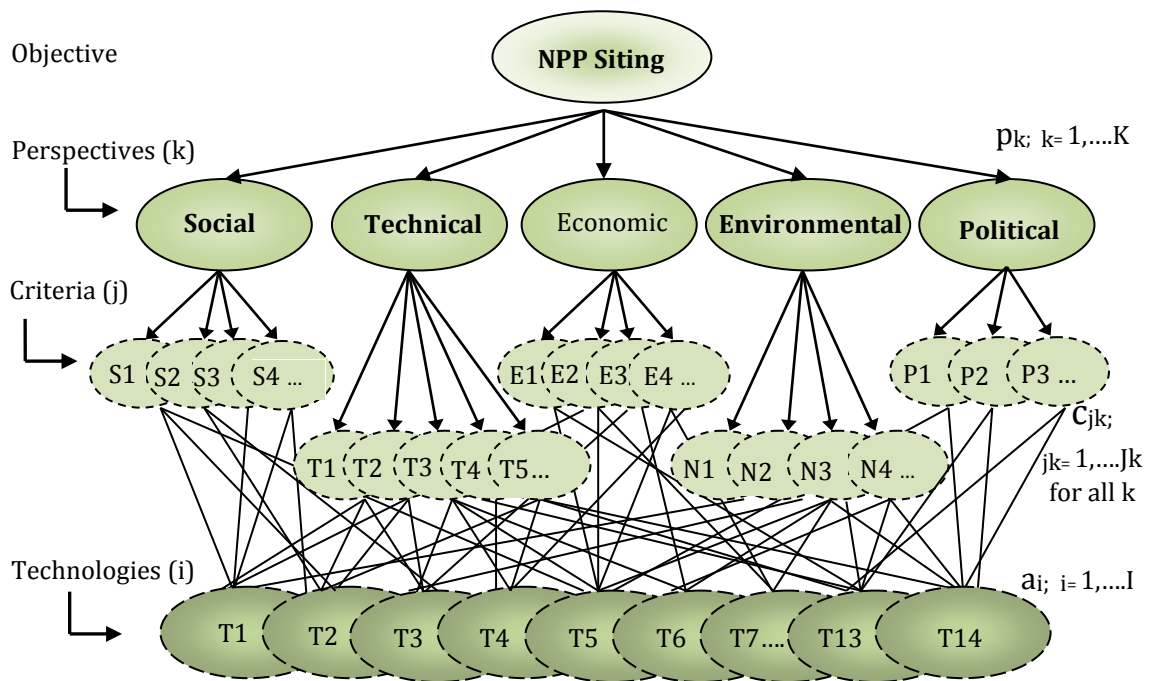 Objective
NPP Siting
Perspectives (k)
pk; k= 1,....K
Social
Technical
Economic
Environmental
Political
Criteria (j)
S1 S2 S3 S4 ...
E1 E2 E3 E4 ...
P1 P2 P3 ...
cjk;
T1 T2 T3 T4 T5...
N1 N2 N3 N4 ...
jk= 1,....Jk
for all k
Technologies (i)
ai; i= 1,....I
T1 T2 T3 T4 T5 T6 T7.... T13 T14